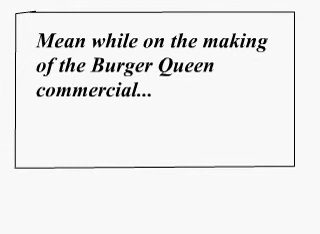 Mean while on the making
of the Burger Queen
commercial...